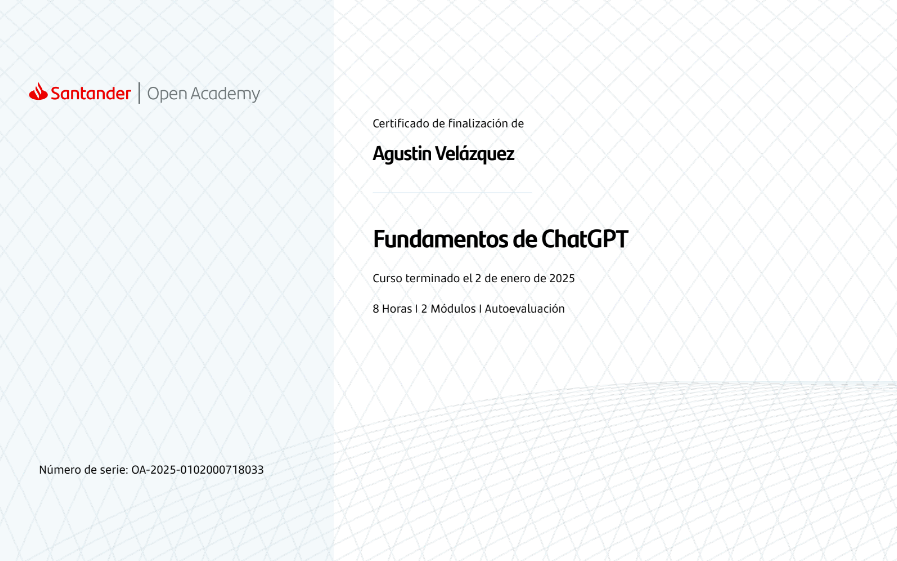 Santander | Open Academy
Certificado de finalización de
Agustin Velázquez
Fundamentos de ChatGPT
Curso terminado el 2 de enero de 2025
8 Horas I 2 Módulos I Autoevaluación
Número de serie: OA-2025-0102000718033